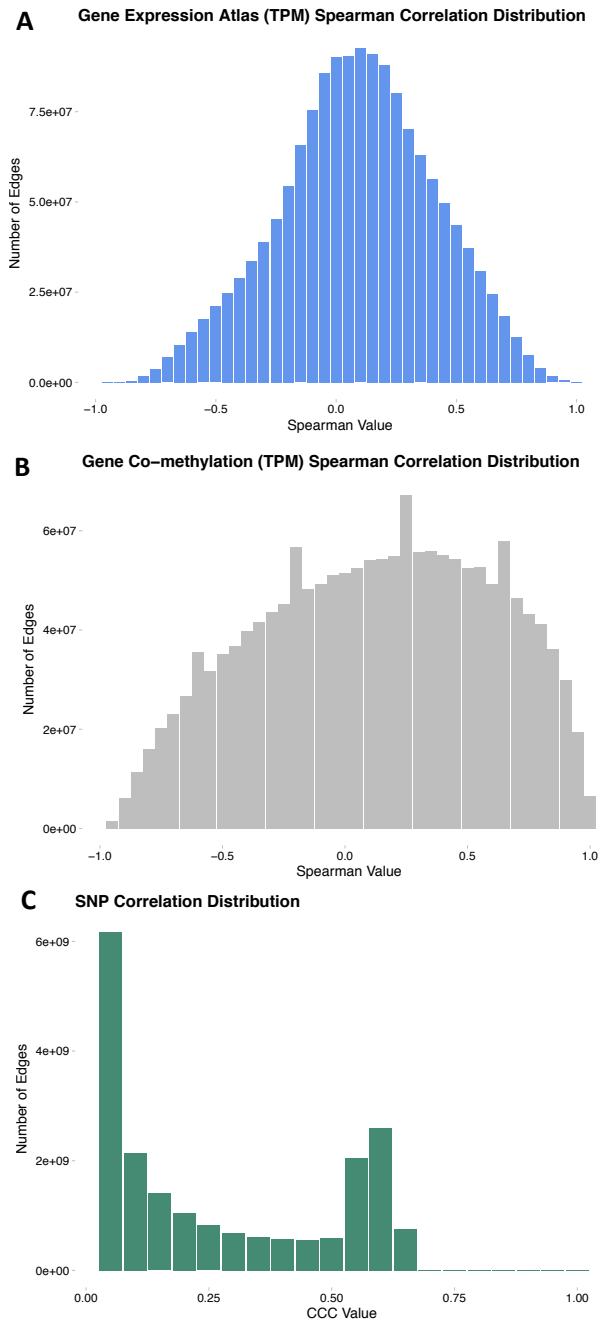 A
Gene Expression Atlas (TPM) Spearman Correlation Distribution
Number of Edges
7.5e+07
5.0e+07
2.5e+07
0.0e+00
−1.0 −0.5 0.0 0.5 1.0
Spearman Value
B
Gene Co−methylation (TPM) Spearman Correlation Distribution
Number of Edges
6e+07
4e+07
2e+07
0e+00
−1.0 −0.5 0.0 0.5 1.0
Spearman Value
C
SNP Correlation Distribution
Number of Edges
6e+09
4e+09
2e+09
0e+00
0.00 0.25 0.50 0.75 1.00
CCC Value